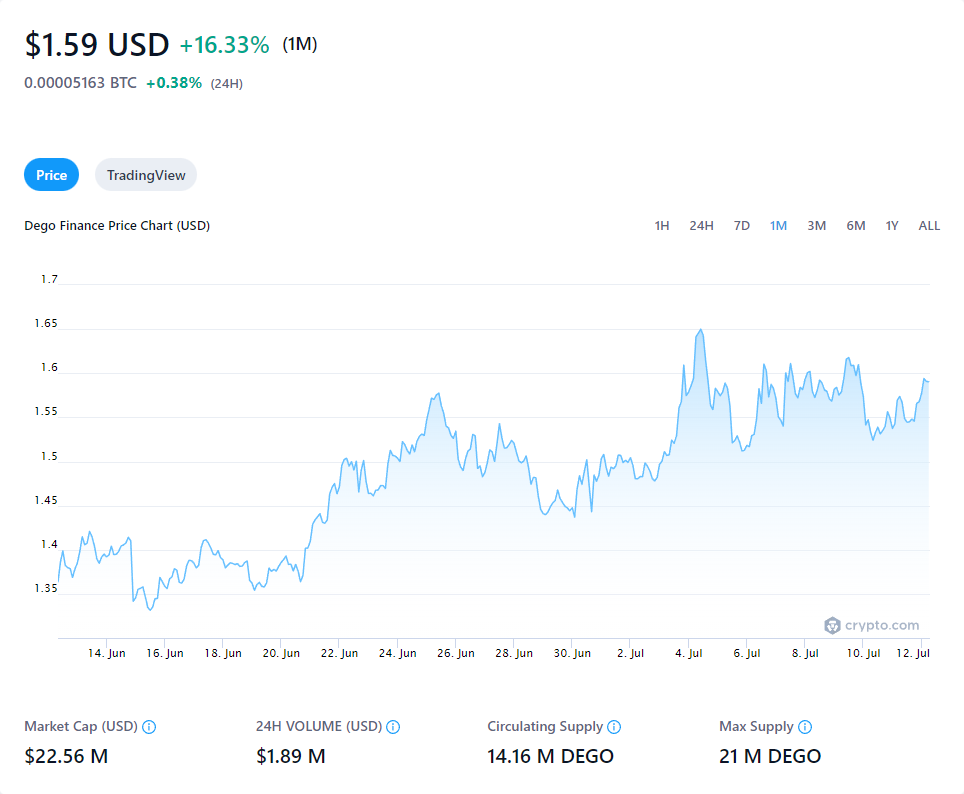 $1.59 USD +16.33% (1M)
0.00005163 BTC +0.38% (24H)
Price TradingView
Dego Finance Price Chart (USD) 1H 24H 7D 1M 3M 6M 1Y ALL
1.7
1.65
1.6
1.55
1.5
1.45
1.4
1.35
crypto.com
14. Jun 16. Jun 18. Jun 20. Jun 22. Jun 24. Jun 26. Jun 28. Jun 30. Jun 2. Jul 4. Jul 6. Jul 8. Jul 10. Jul 12. Jul
Market Cap (USD) 24H VOLUME (USD) Circulating Supply Max Supply
$22.56 M $1.89 M 14.16 M DEGO 21 M DEGO